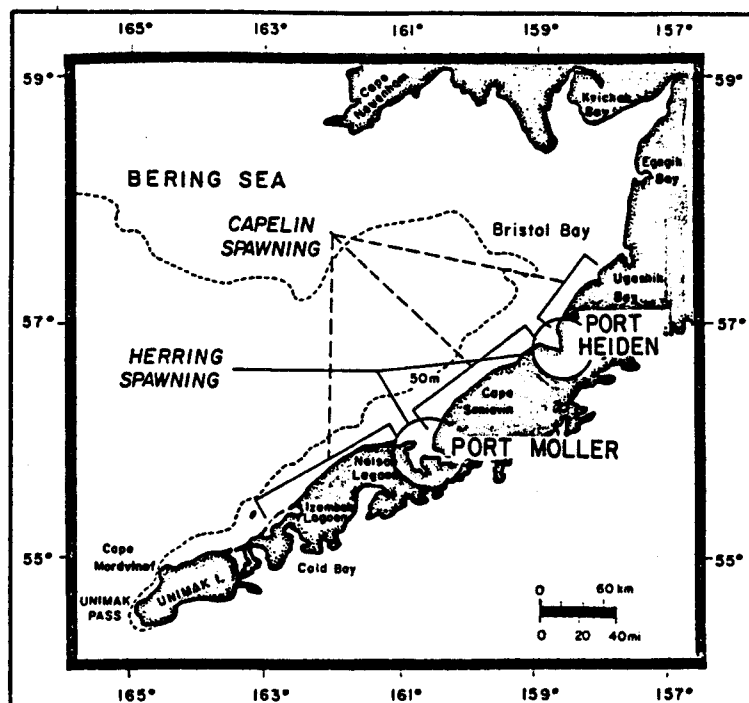 165° 163° 161° 159° 157°
59° 59°
Cape
Newenham
Kvichak
Bay
Egegik
Bay
BERING SEA
CAPELIN
SPAWNING
Bristol Bay
Ugashik
Bay
57° 57°
PORT
HEIDEN
HERRING
SPAWNING
50m
Cape
Seniavin
PORT MOLLER
Nelson
Lagoon
Izembek
Lagoon
55° 55°
Cape
Mordvinof
Cold Bay
UNIMAK I.
UNIMAK
PASS
0 60 km
0 20 40mi
165° 163° 161° 159° 157°